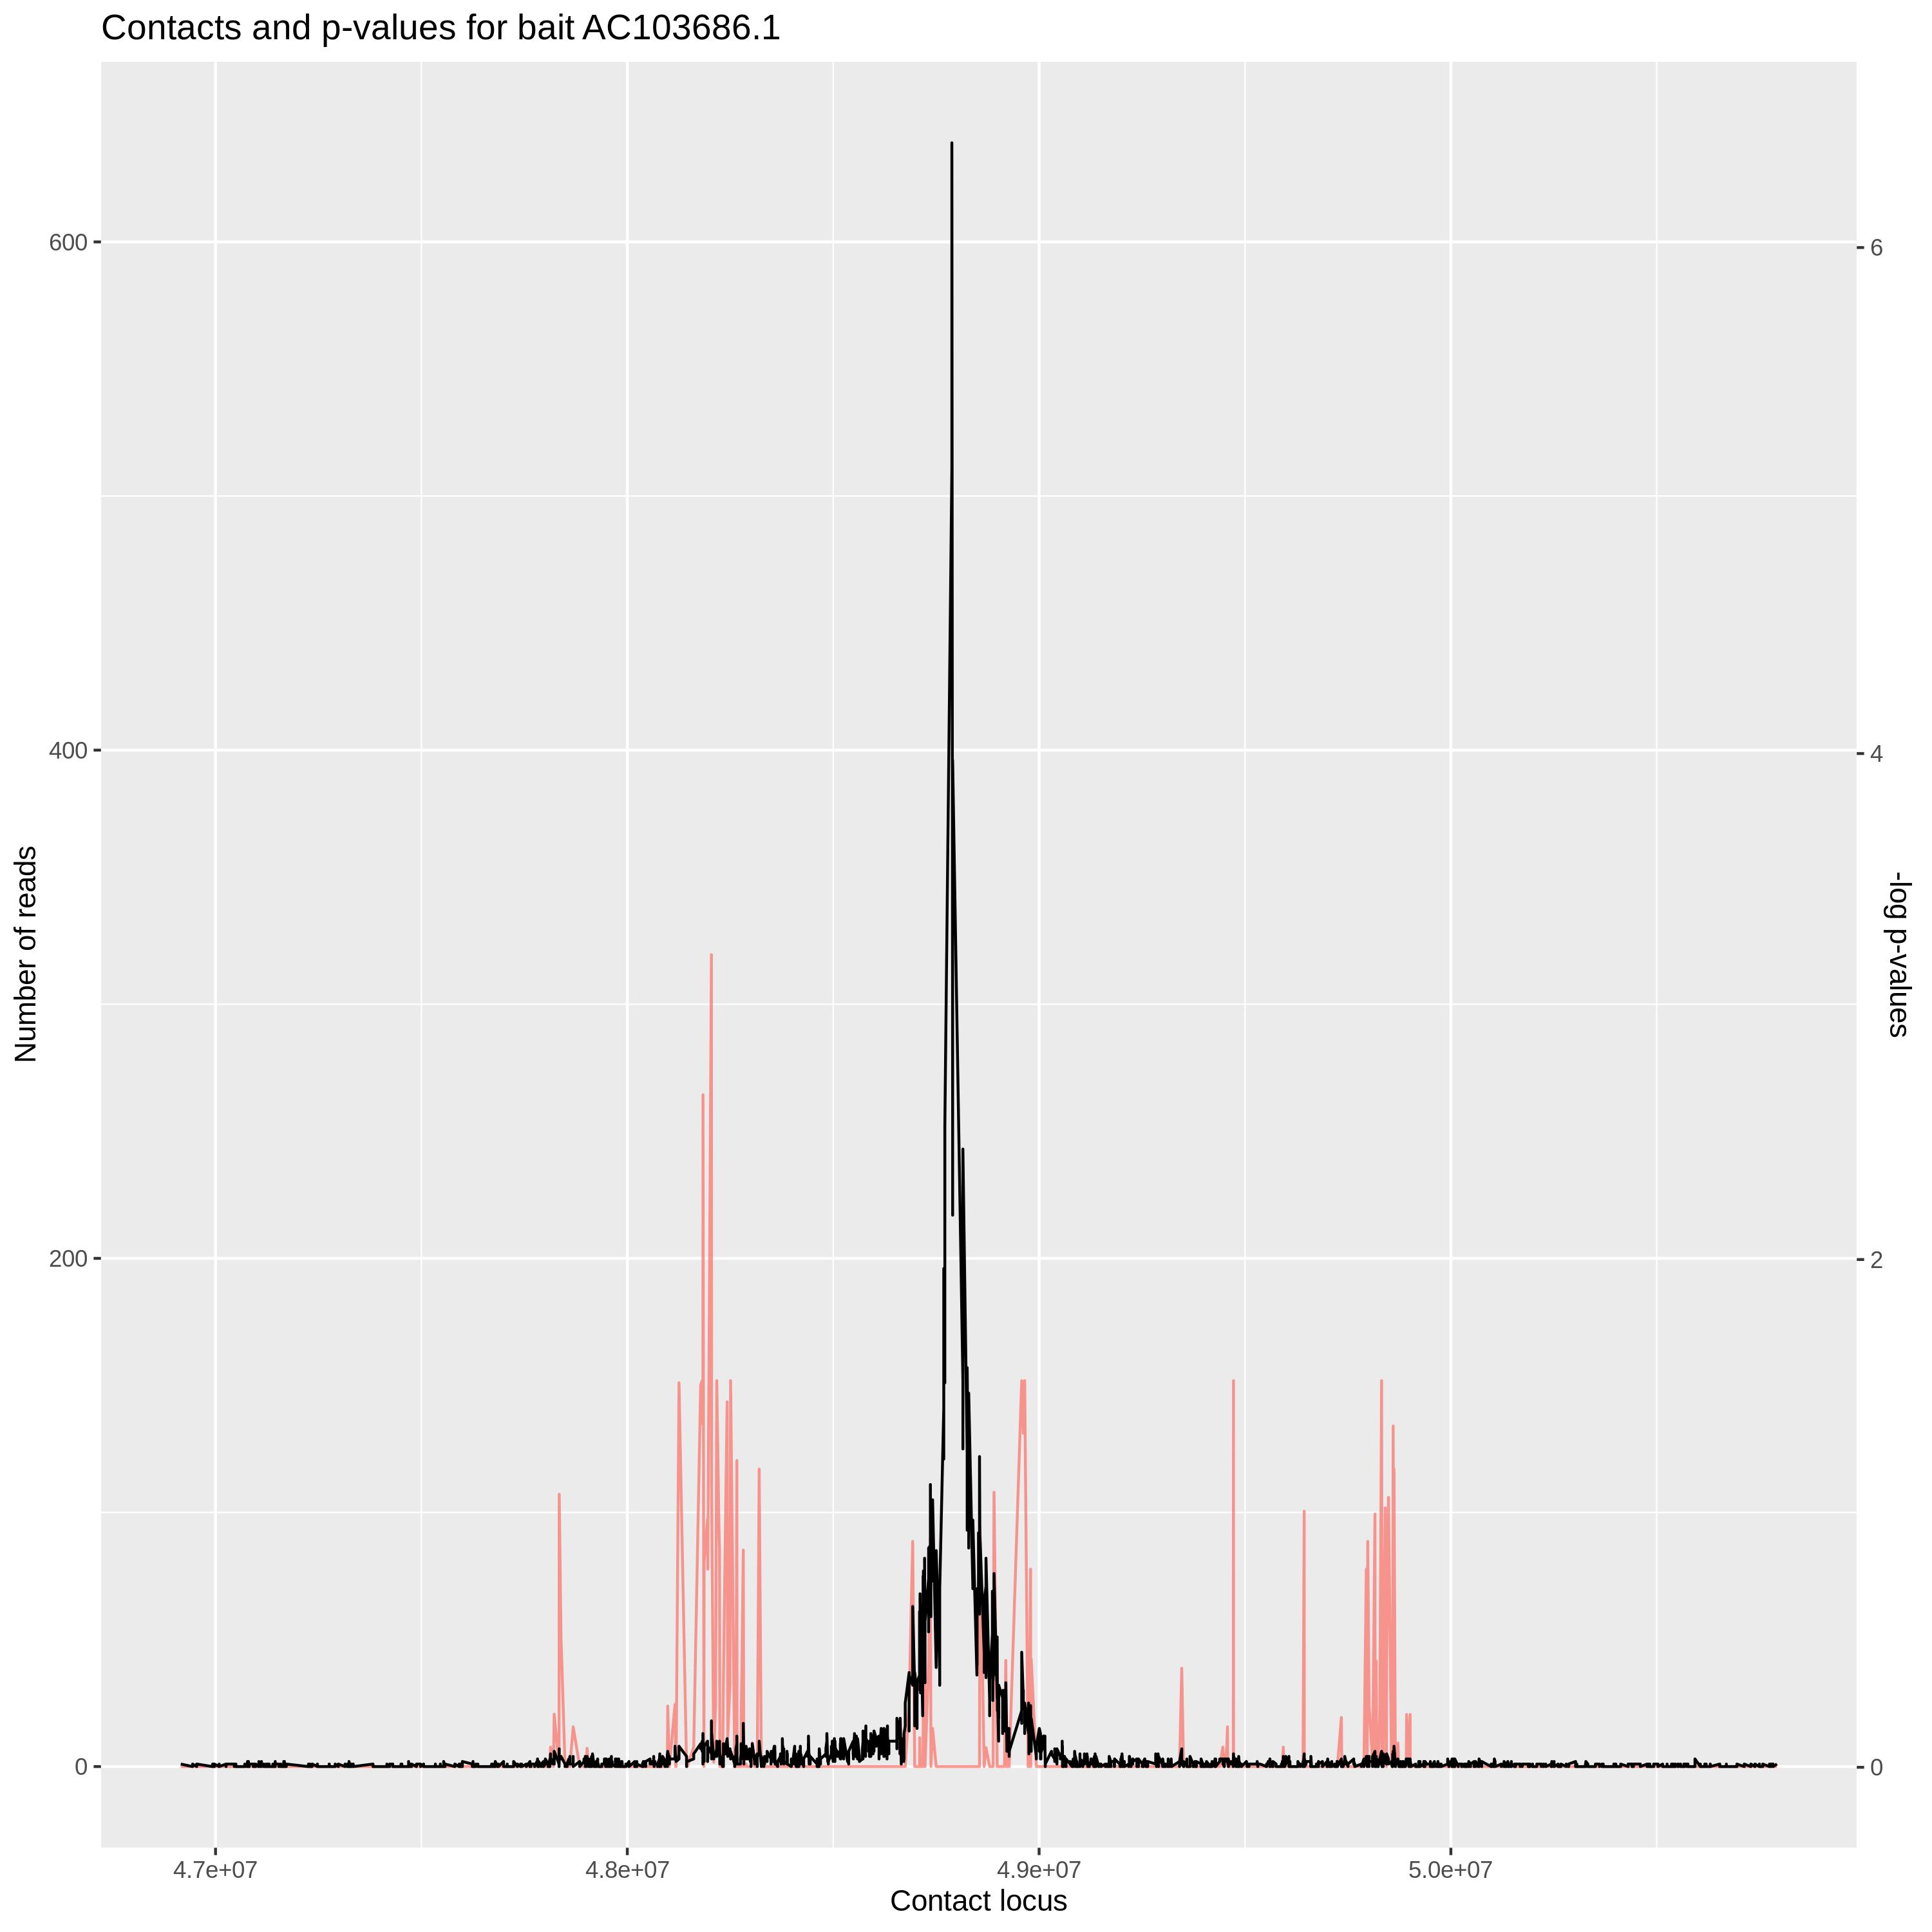 Contacts and p-values for bait AC103686.1
600
400
200
0
Number of reads
6
4
2
0
-log p-values
4.7e+07
4.8e+07
4.9e+07
5.0e+07
Contact locus